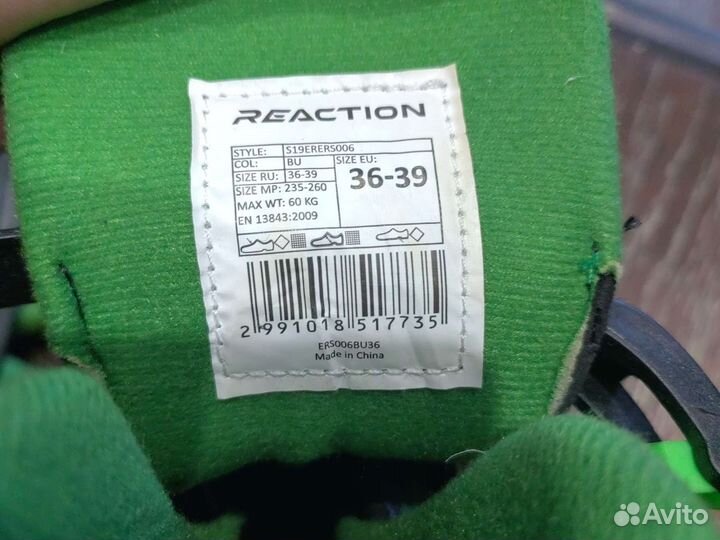 REACTION
STYLE: S19ERERS006
COL: BU SIZE EU:
SIZE RU: 36-39 36-39
SIZE MP: 235-260
MAX WT: 60 KG
EN 13843:2009
2 991018 517735
ERS006BU36
Made in China
Avito